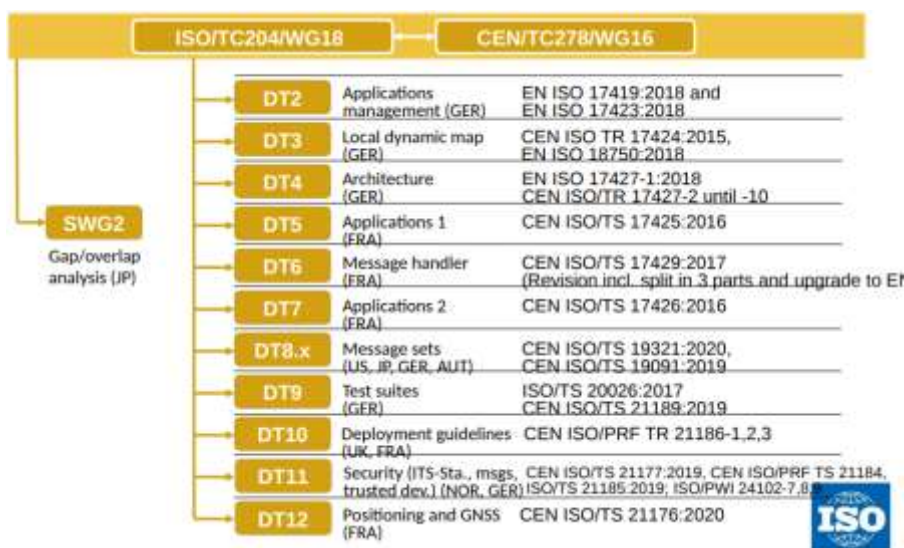 ISO/TC204/WG18 CEN/TC278/WG16
DT2 Applications EN ISO 17419:2018 and
management (GER) EN ISO 17423:2018
DT3 Local dynamic map CEN ISO TR 17424:2015,
(GER) EN ISO 18750:2018
DT4 Architecture EN ISO 17427-1:2018
(GER) CEN ISO/TR 17427-2 until -10
SWG2
Gap/overlap
analysis (JP)
DT5 Applications 1 CEN ISO/TS 17425:2016
(FRA)
DT6 Message handler CEN ISO/TS 17429:2017
(FRA) (Revision incl. split in 3 parts and upgrade to EN
DT7 Applications 2 CEN ISO/TS 17426:2016
(FRA)
DT8.x Message sets CEN ISO/TS 19321:2020,
(US, JP, GER, AUT) CEN ISO/TS 19091:2019
DT9 Test suites ISO/TS 20026:2017
(GER) CEN ISO/TS 21189:2019
DT10 Deployment guidelines CEN ISO/PRF TR 21186-1,2,3
(UK, FRA)
DT11 Security (ITS-Sta., msgs, CEN ISO/TS 21177:2019, CEN ISO/PRF TS 21184,
trusted dev.) (NOR, GER) ISO/TS 21185:2019, ISO/PWI 24102-7,8,9
DT12 Positioning and GNSS CEN ISO/TS 21176:2020
(FRA)
ISO